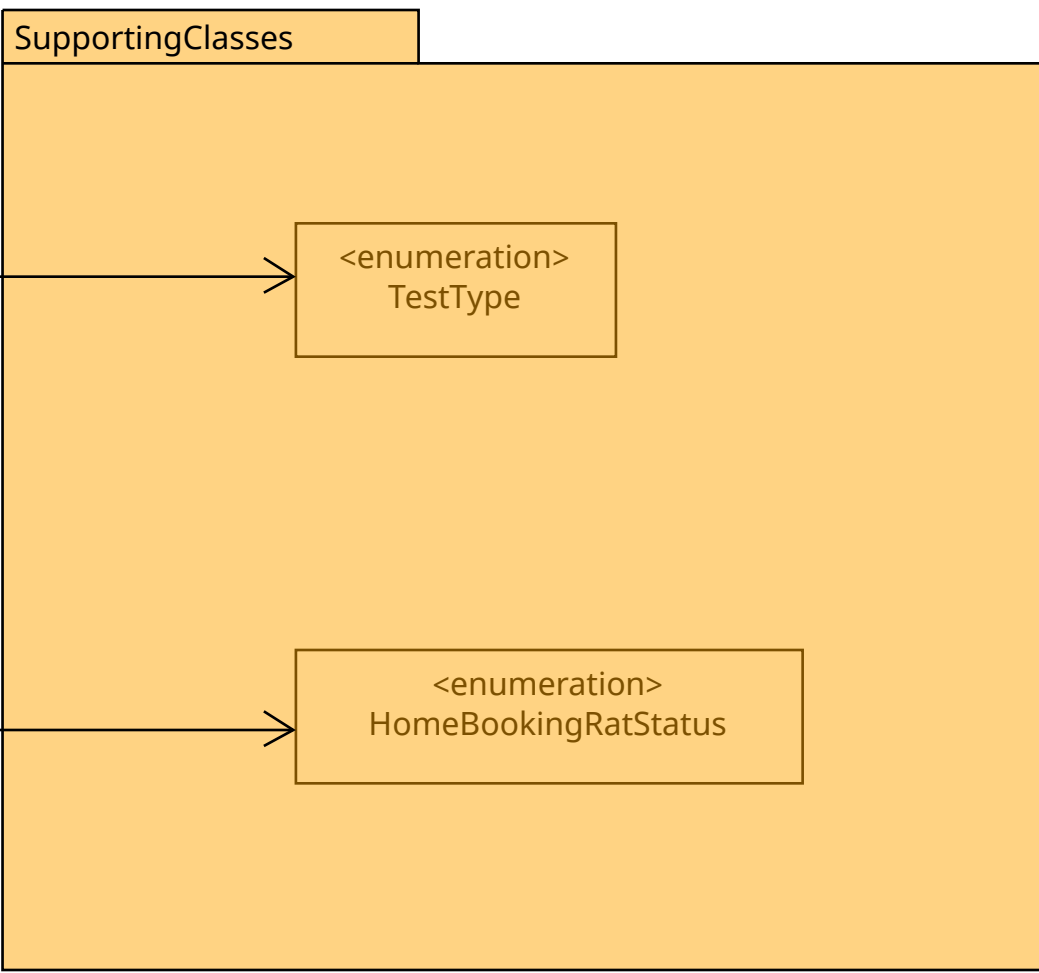 SupportingClasses
<enumeration>
TestType
<enumeration>
HomeBookingRatStatus